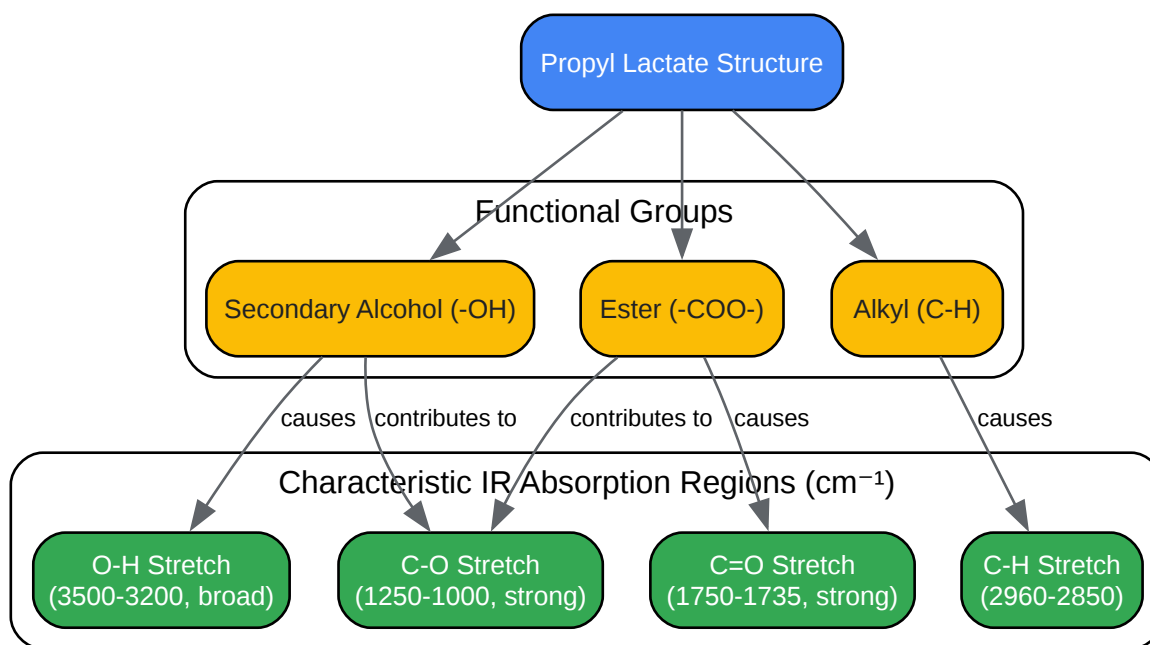 Propyl Lactate Structure
Functional Groups
Secondary Alcohol (-OH)
Ester (-COO-)
Alkyl (C-H)
causes
contributes to
contributes to
causes
causes
Characteristic IR Absorption Regions (cm⁻¹)
O-H Stretch
(3500-3200, broad)
C-O Stretch
(1250-1000, strong)
C=O Stretch
(1750-1735, strong)
C-H Stretch
(2960-2850)